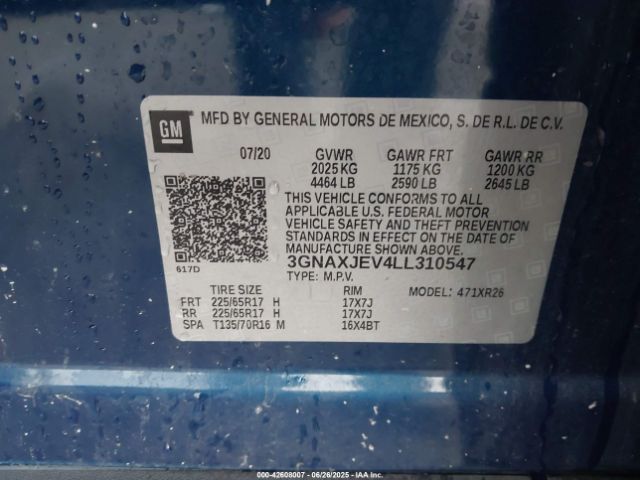 GM
MFD BY GENERAL MOTORS DE MEXICO, S. DE R.L. DE C.V.
07/20 GVWR GAWR FRT GAWR RR
2025 KG 1175 KG 1200 KG
4464 LB 2590 LB 2645 LB
THIS VEHICLE CONFORMS TO ALL
APPLICABLE U.S. FEDERAL MOTOR
VEHICLE SAFETY AND THEFT PREVENTION
STANDARDS IN EFFECT ON THE DATE OF
MANUFACTURE SHOWN ABOVE.
617D
3GNAXJEV4LL310547
TYPE: M.P.V. MODEL: 471XR26
TIRE SIZE RIM
FRT 225/65R17 H 17X7J
RR 225/65R17 H 17X7J
SPA T135/70R16 M 16X4BT
000-42608007 - 06/26/2025 - IAA, Inc.